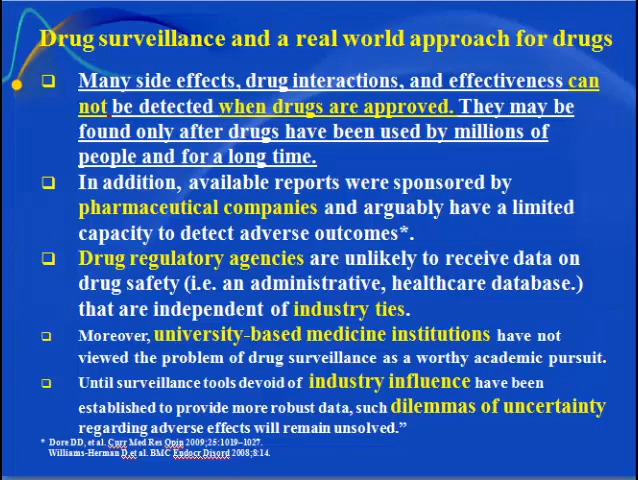 Drug surveillance and a real world approach for drugs
Many side effects, drug interactions, and effectiveness can
not be detected when drugs are approved. They may be
found only after drugs have been used by millions of
people and for a long time.
In addition, available reports were sponsored by
pharmaceutical companies and arguably have a limited
capacity to detect adverse outcomes*.
Drug regulatory agencies are unlikely to receive data on
drug safety (i.e. an administrative, healthcare database.)
that are independent of industry ties.
Moreover, university-based medicine institutions have not
viewed the problem of drug surveillance as a worthy academic pursuit.
Until surveillance tools devoid of industry influence have been
established to provide more robust data, such dilemmas of uncertainty
regarding adverse effects will remain unsolved.”
* Dore DD, et al. Curr Med Res Opin 2009;25:1019–1027.
Williams-Herman D,et al. BMC Endocr Disord 2008;8:14.